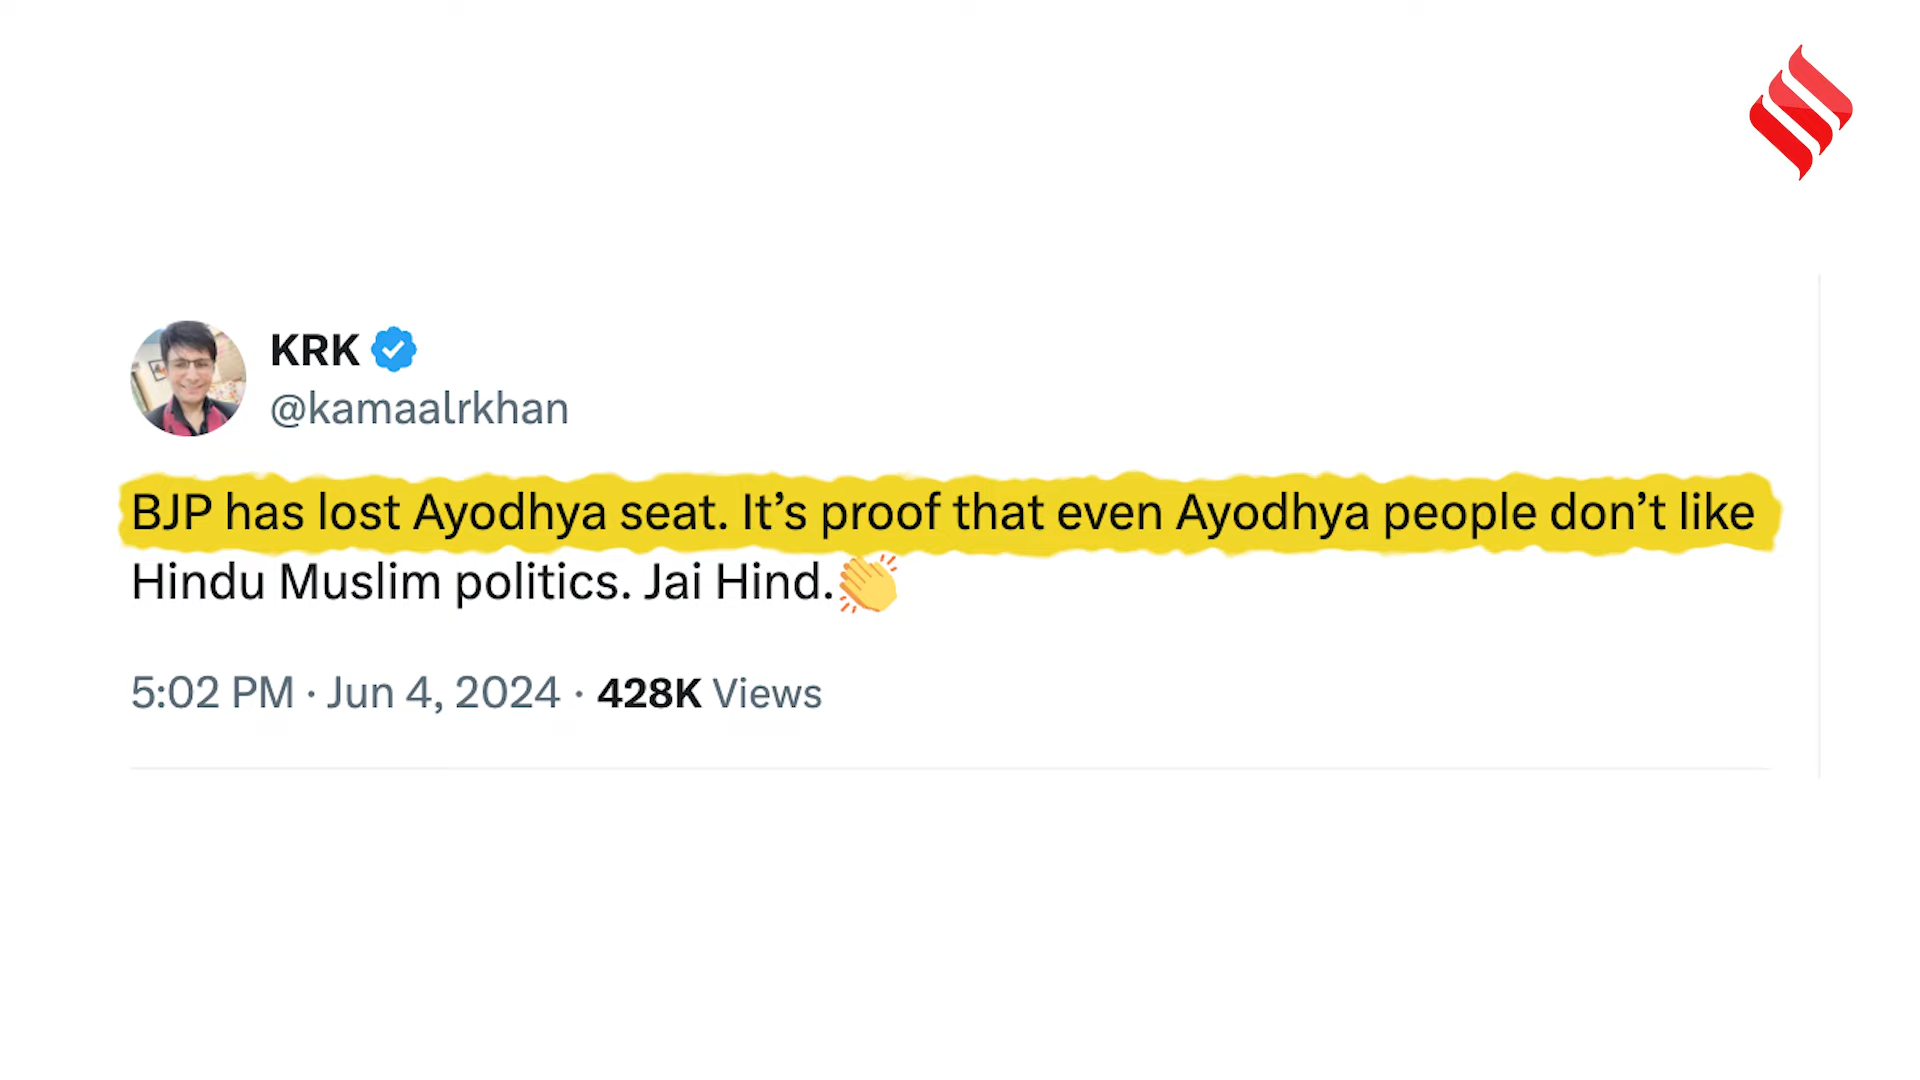 KRK
@kamaalrkhan
BJP has lost Ayodhya seat. It’s proof that even Ayodhya people don’t like
Hindu Muslim politics. Jai Hind.👏
5:02 PM · Jun 4, 2024 · 428K Views